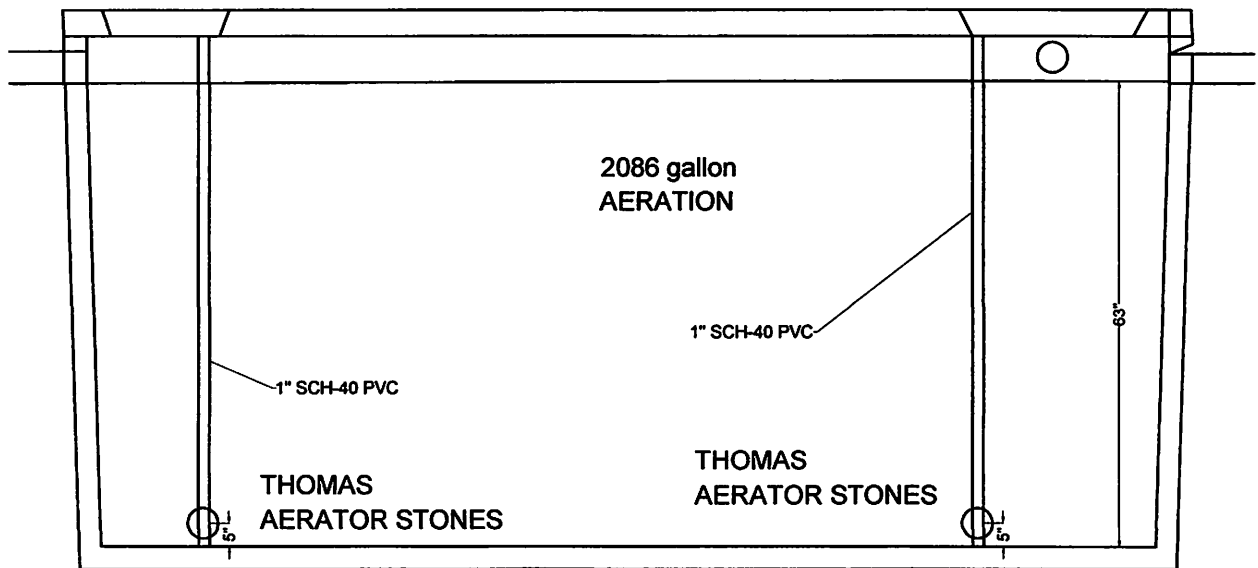 2086 gallon
AERATION
1" SCH-40 PVC
63"
1" SCH-40 PVC
THOMAS
AERATOR STONES
5"
THOMAS
AERATOR STONES
5"